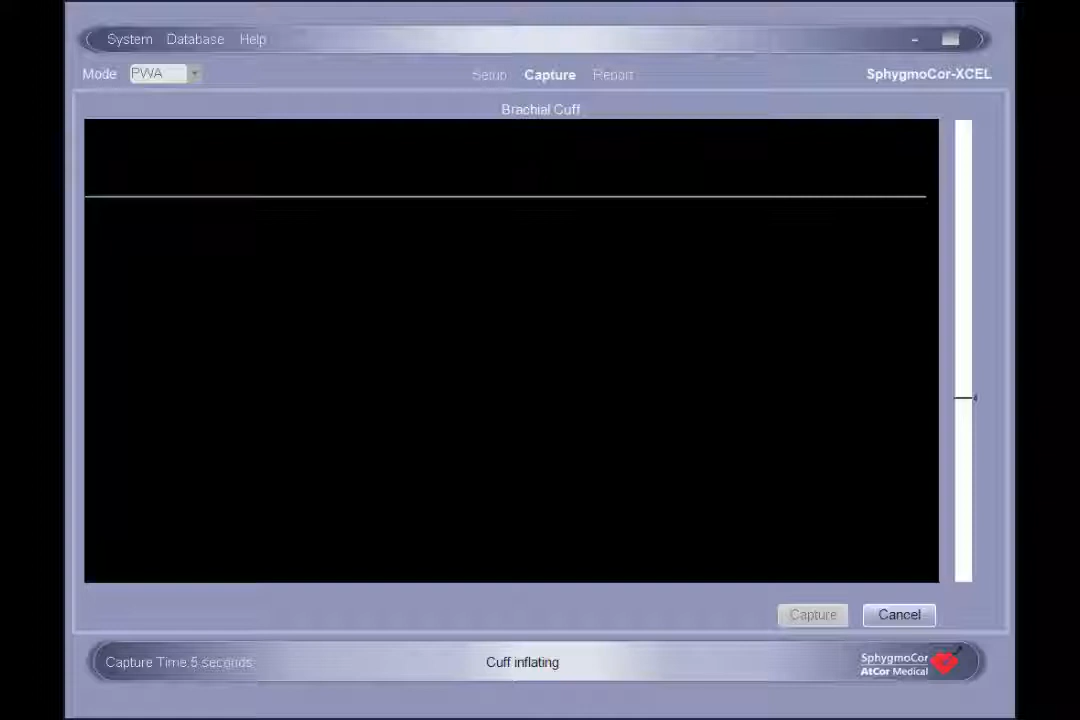 System Database Help
Mode PWA Setup Capture Report SphygmoCor-XCEL
Brachial Cuff
Capture Cancel
Capture Time:5 seconds Cuff inflating SphygmoCor
AtCor Medical